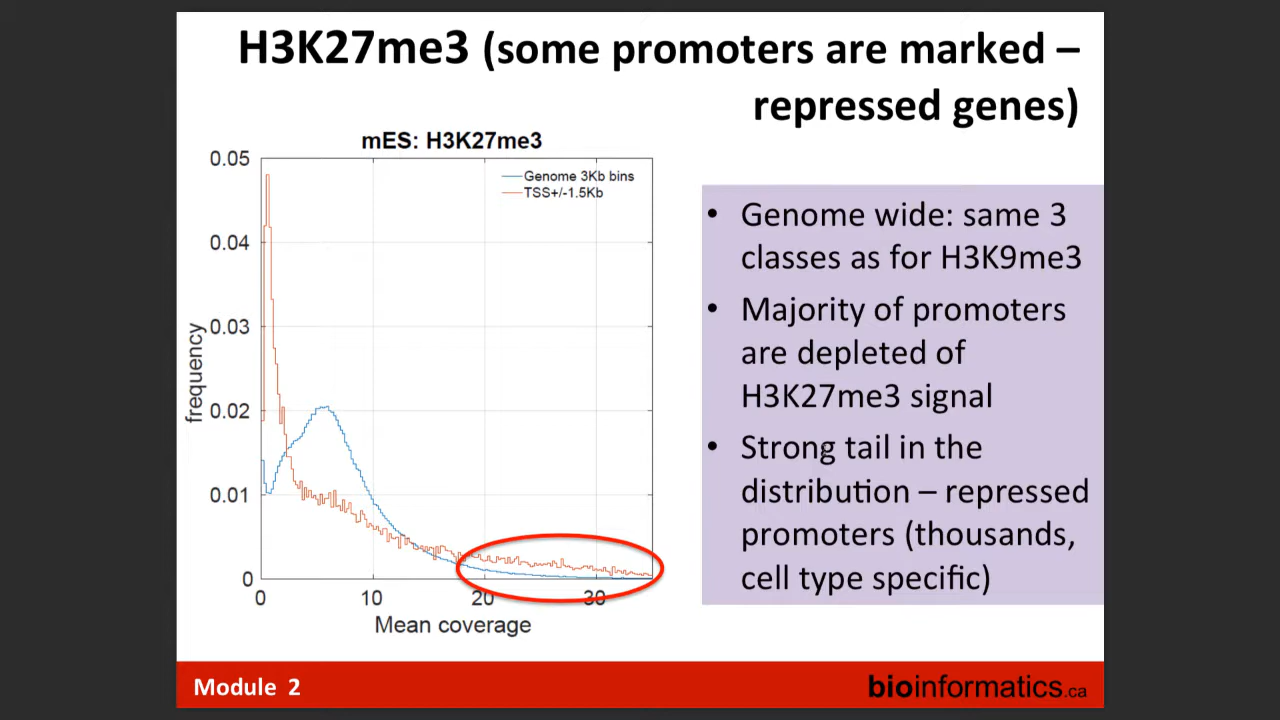 H3K27me3 (some promoters are marked –
repressed genes)
mES: H3K27me3
0.05
0.04
0.03
0.02
0.01
0
frequency
Genome 3Kb bins
TSS+/-1.5Kb
0 10 20 30
Mean coverage
• Genome wide: same 3
classes as for H3K9me3
• Majority of promoters
are depleted of
H3K27me3 signal
• Strong tail in the
distribution – repressed
promoters (thousands,
cell type specific)
Module 2
bioinformatics.ca